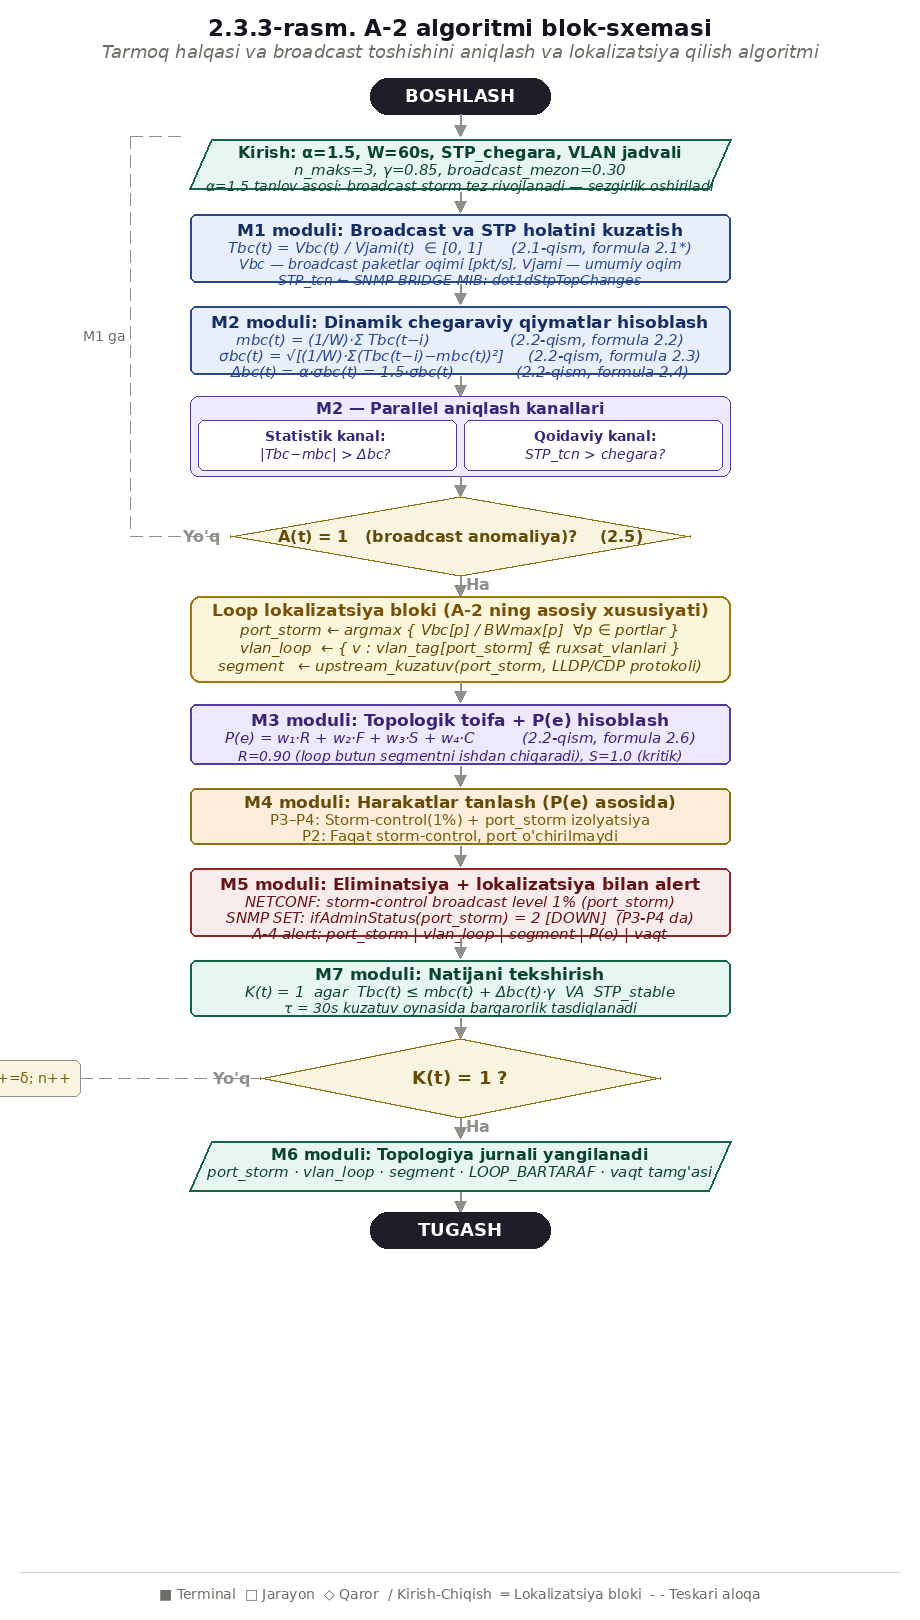 2.3.3-rasm. A-2 algoritmi blok-sxemasi
Tarmoq halqasi va broadcast toshishini aniqlash va lokalizatsiya qilish algoritmi
BOSHLASH
Kirish: α=1.5, W=60s, STP_chegara, VLAN jadvali
n_maks=3, γ=0.85, broadcast_mezon=0.30
α=1.5 tanlov asosi: broadcast storm tez rivojlanadi — sezgirlik oshiriladi
M1 moduli: Broadcast va STP holatini kuzatish
Tbc(t) = Vbc(t) / Vjami(t) ∈ [0, 1] (2.1-qism, formula 2.1*)
Vbc — broadcast paketlar oqimi [pkt/s], Vjami — umumiy oqim
STP_tcn ← SNMP BRIDGE-MIB: dot1dStpTopChanges
M2 moduli: Dinamik chegaraviy qiymatlar hisoblash
mbc(t) = (1/W)·Σ Tbc(t−i) (2.2-qism, formula 2.2)
σbc(t) = √[(1/W)·Σ(Tbc(t−i)−mbc(t))²] (2.2-qism, formula 2.3)
Δbc(t) = α·σbc(t) = 1.5·σbc(t) (2.2-qism, formula 2.4)
M1 ga
M2 — Parallel aniqlash kanallari
Statistik kanal:
|Tbc−mbc| > Δbc?
Qoidaviy kanal:
STP_tcn > chegara?
Yo'q
A(t) = 1 (broadcast anomaliya)? (2.5)
Ha
Loop lokalizatsiya bloki (A-2 ning asosiy xususiyati)
port_storm ← argmax { Vbc[p] / BWmax[p] ∀p ∈ portlar }
vlan_loop ← { v : vlan_tag[port_storm] ∉ ruxsat_vlanlari }
segment ← upstream_kuzatuv(port_storm, LLDP/CDP protokoli)
M3 moduli: Topologik toifa + P(e) hisoblash
P(e) = w₁·R + w₂·F + w₃·S + w₄·C (2.2-qism, formula 2.6)
R=0.90 (loop butun segmentni ishdan chiqaradi), S=1.0 (kritik)
M4 moduli: Harakatlar tanlash (P(e) asosida)
P3–P4: Storm-control(1%) + port_storm izolyatsiya
P2: Faqat storm-control, port o'chirilmaydi
M5 moduli: Eliminatsiya + lokalizatsiya bilan alert
NETCONF: storm-control broadcast level 1% (port_storm)
SNMP SET: ifAdminStatus(port_storm) = 2 [DOWN] (P3-P4 da)
A-4 alert: port_storm | vlan_loop | segment | P(e) | vaqt
M7 moduli: Natijani tekshirish
K(t) = 1 agar Tbc(t) ≤ mbc(t) + Δbc(t)·γ VA STP_stable
τ = 30s kuzatuv oynasida barqarorlik tasdiqlanadi
+=δ; n++
Yo'q
K(t) = 1 ?
Ha
M6 moduli: Topologiya jurnali yangilanadi
port_storm · vlan_loop · segment · LOOP_BARTARAF · vaqt tamg'asi
TUGASH
■ Terminal □ Jarayon ◇ Qaror / Kirish-Chiqish ═ Lokalizatsiya bloki - - Teskari aloqa